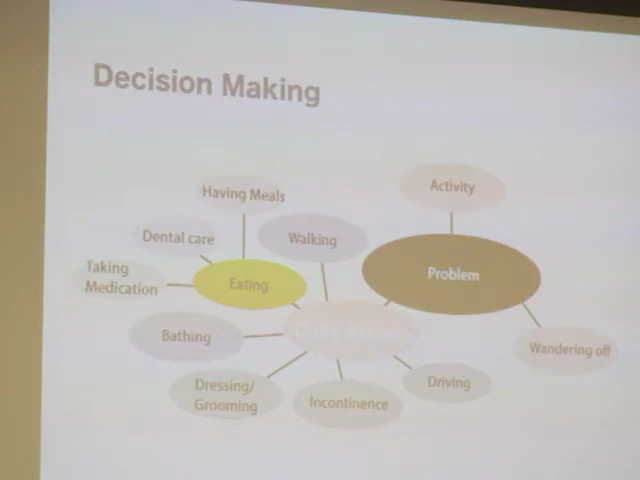 Decision Making
Having Meals
Activity
Dental care
Walking
Taking
Medication
Eating
Problem
Bathing
Wandering off
Dressing/
Grooming
Incontinence
Driving